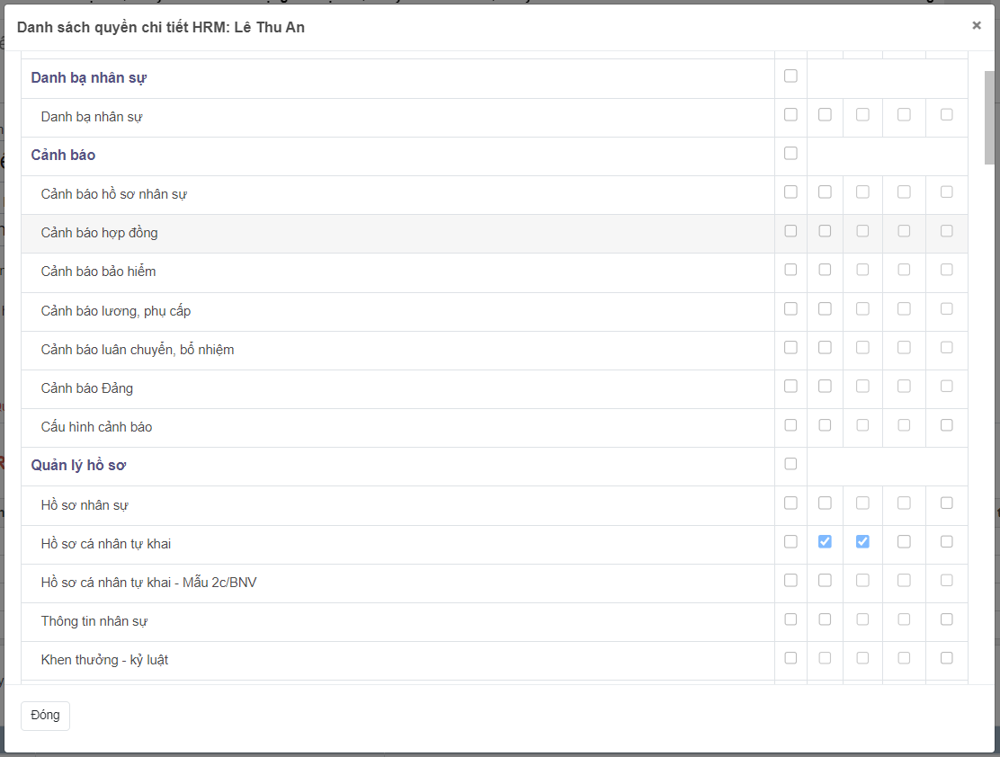 Danh sách quyền chi tiết HRM: Lê Thu An
×
Danh bạ nhân sự
Danh bạ nhân sự
Cảnh báo
Cảnh báo hồ sơ nhân sự
Cảnh báo hợp đồng
Cảnh báo bảo hiểm
Cảnh báo lương, phụ cấp
Cảnh báo luân chuyển, bổ nhiệm
Cảnh báo Đảng
Cấu hình cảnh báo
Quản lý hồ sơ
Hồ sơ nhân sự
Hồ sơ cá nhân tự khai
Hồ sơ cá nhân tự khai - Mẫu 2c/BNV
Thông tin nhân sự
Khen thưởng - kỷ luật
Đóng